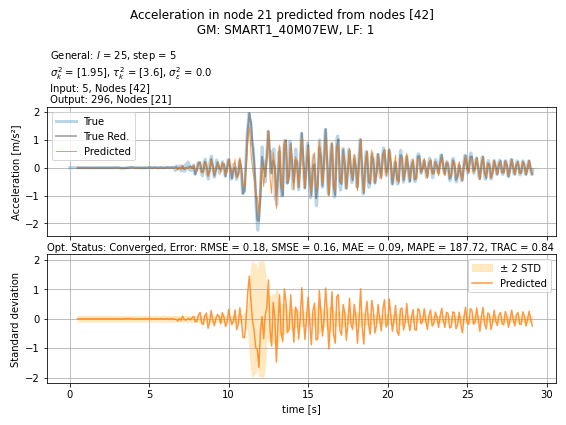 Acceleration in node 21 predicted from nodes [42]
GM: SMART1_40M07EW, LF: 1
General: l = 25, step = 5
σ²ₖ = [1.95], τ²ₖ = [3.6], σ²ₑ = 0.0
Input: 5, Nodes [42]
Output: 296, Nodes [21]
Acceleration [m/s²]
2
1
0
−1
−2
True
True Red.
Predicted
Opt. Status: Converged, Error: RMSE = 0.18, SMSE = 0.16, MAE = 0.09, MAPE = 187.72, TRAC = 0.84
Standard deviation
2
1
0
−1
−2
± 2 STD
Predicted
0 5 10 15 20 25 30
time [s]